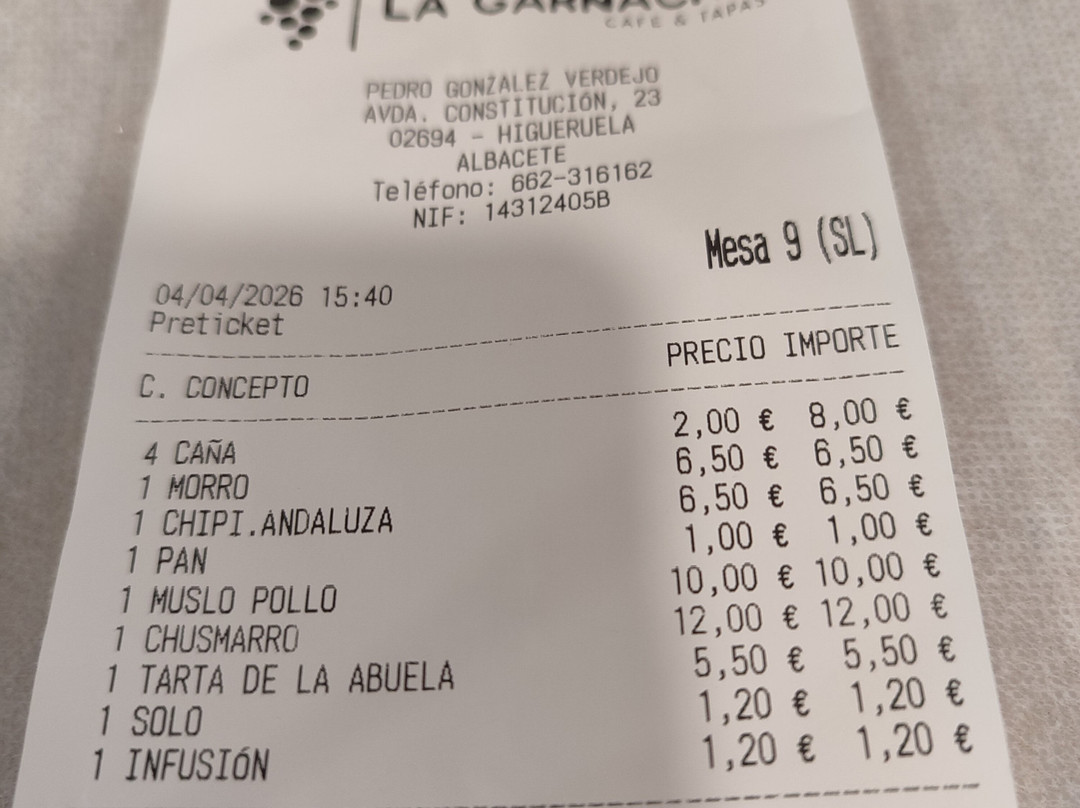 LA
CAFÉ & TAPAS
PEDRO GONZÁLEZ VERDEJO
AVDA. CONSTITUCIÓN, 23
02694 - HIGUERUELA
ALBACETE
Teléfono: 662-316162
NIF: 14312405B
Mesa 9 (SL)
04/04/2026 15:40
Preticket
C. CONCEPTO PRECIO IMPORTE
4 CAÑA 2,00 € 8,00 €
1 MORRO 6,50 € 6,50 €
1 CHIPI.ANDALUZA 6,50 € 6,50 €
1 PAN 1,00 € 1,00 €
1 MUSLO POLLO 10,00 € 10,00 €
1 CHUSMARRO 12,00 € 12,00 €
1 TARTA DE LA ABUELA 5,50 € 5,50 €
1 SOLO 1,20 € 1,20 €
1 INFUSIÓN 1,20 € 1,20 €